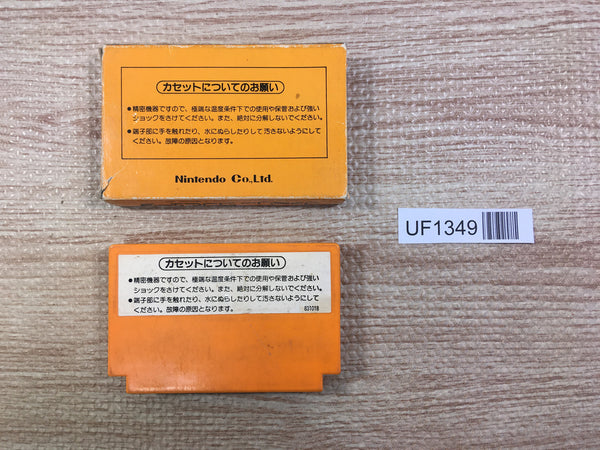 カセットについてのお願い
●精密機器ですので、極端な温度条件下での使用や保管および強い
ショックをさけてください。また、絶対に分解しないでください。
●端子部に手を触れたり、水にぬらしたりして汚さないようにして
ください。故障の原因となります。
Nintendo Co.,Ltd.
UF1349
カセットについてのお願い
●精密機器ですので、極端な温度条件下での使用や保管および強い
ショックをさけてください。また、絶対に分解しないでください。
●端子部に手を触れたり、水にぬらしたりして汚さないようにして
ください。故障の原因となります。
831018